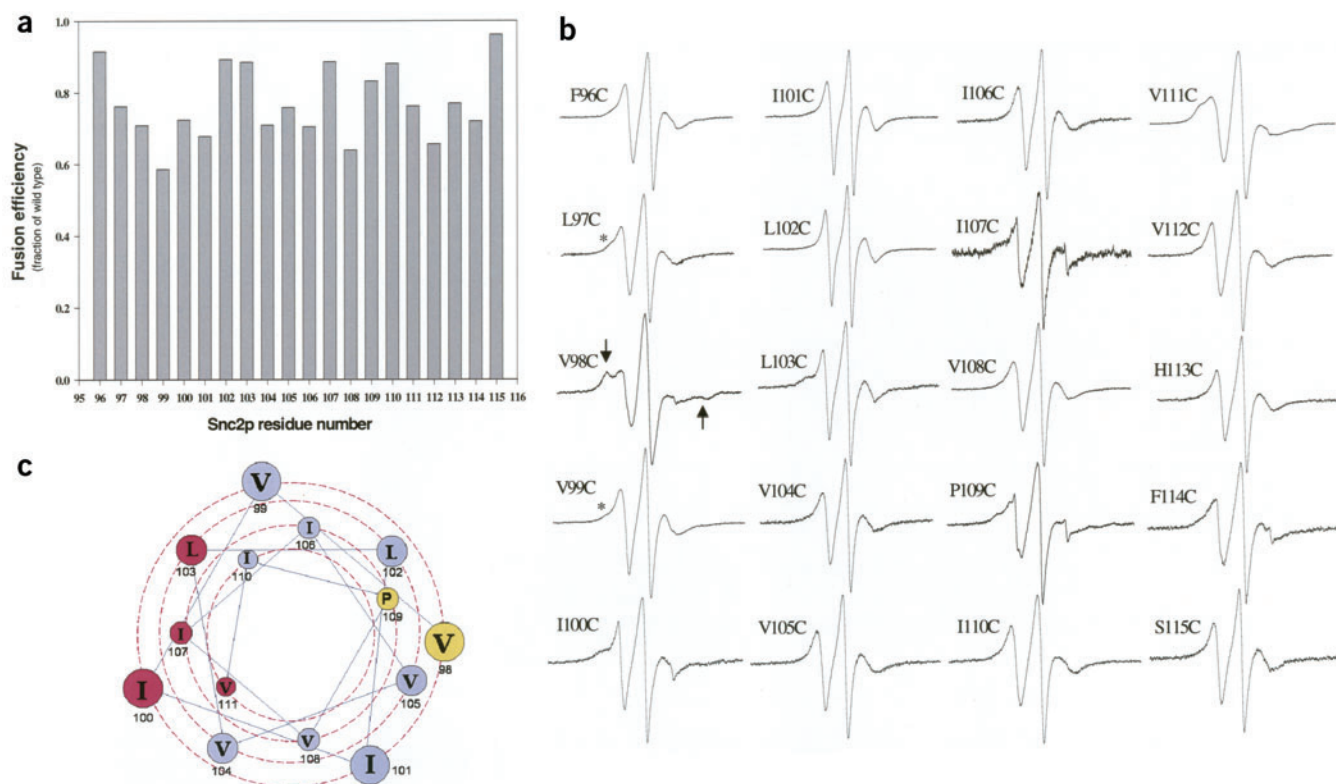 a
Fusion efficiency
(fraction of wild type)
1.0
0.8
0.6
0.4
0.2
0.0
95 96 97 98 99 100 101 102 103 104 105 106 107 108 109 110 111 112 113 114 115 116
Snc2p residue number
b
F96C
I101C
I106C
V111C
L97C
*
L102C
I107C
V112C
V98C
L103C
V108C
H113C
V99C
*
V104C
P109C
F114C
I100C
V105C
I110C
S115C
c
V
99
I
106
L
103
I
110
L
102
P
109
I
107
V
98
V
105
I
100
V
111
V
104
V
108
I
101